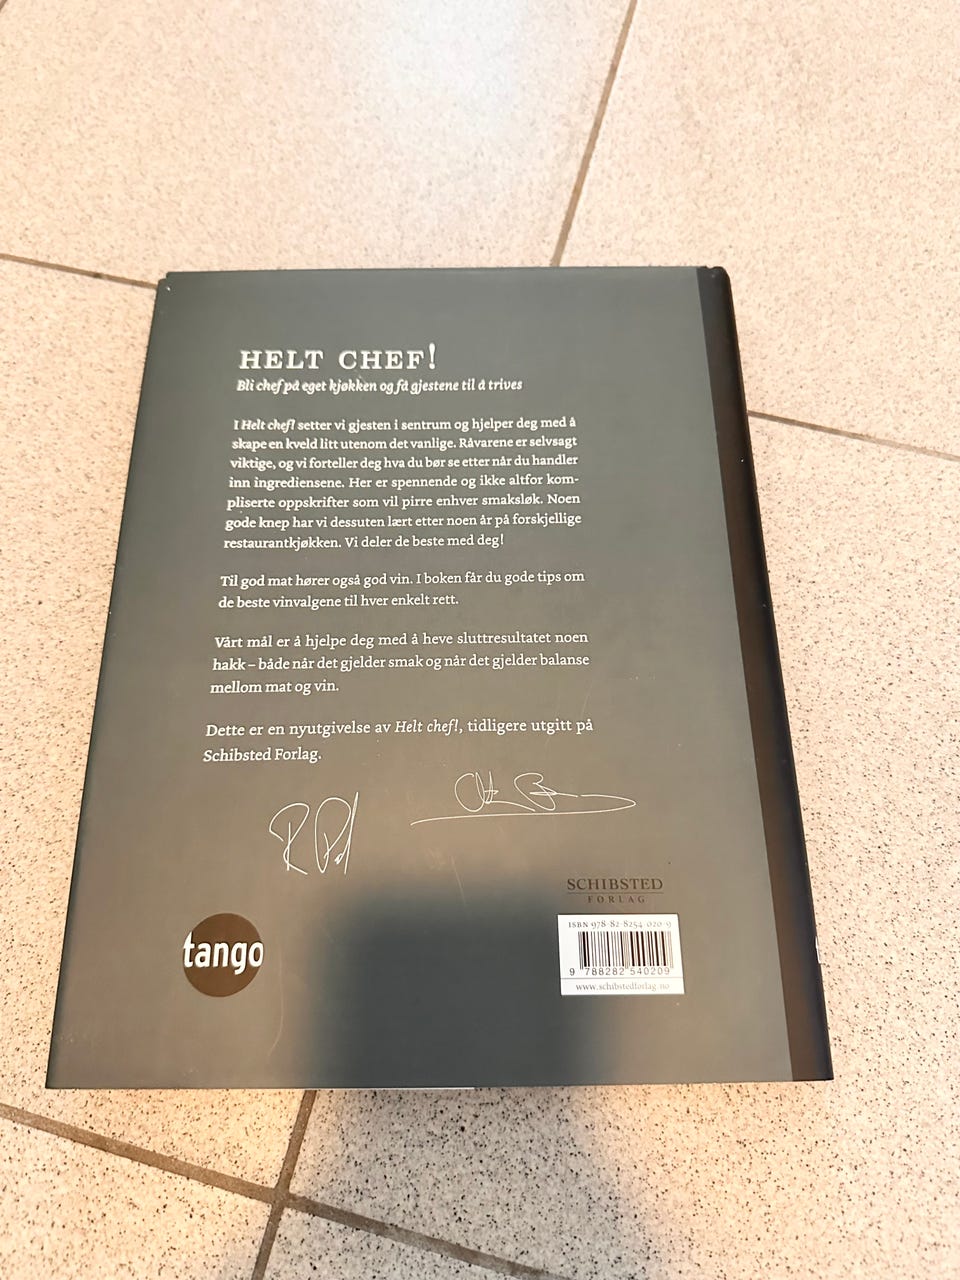 HELT CHEF!
Bli chef på eget kjøkken og få gjestene til å trives
I Helt chef! setter vi gjesten i sentrum og hjelper deg med å
skape en kveld litt utenom det vanlige. Råvarene er selvsagt
viktige, og vi forteller deg hva du bør se etter når du handler
inn ingrediensene. Her er spennende og ikke altfor kom-
pliserte oppskrifter som vil pirre enhver smaksløk. Noen
gode knep har vi dessuten lært etter noen år på forskjellige
restaurantkjøkken. Vi deler de beste med deg!
Til god mat hører også god vin. I boken får du gode tips om
de beste vinvalgene til hver enkelt rett.
Vårt mål er å hjelpe deg med å heve sluttresultatet noen
hakk – både når det gjelder smak og når det gjelder balanse
mellom mat og vin.
Dette er en nyutgivelse av Helt chef!, tidligere utgitt på
Schibsted Forlag.
SCHIBSTED
FORLAG
tango
ISBN 978-82-8254-020-9
9 788282 540209
www.schibstedforlag.no